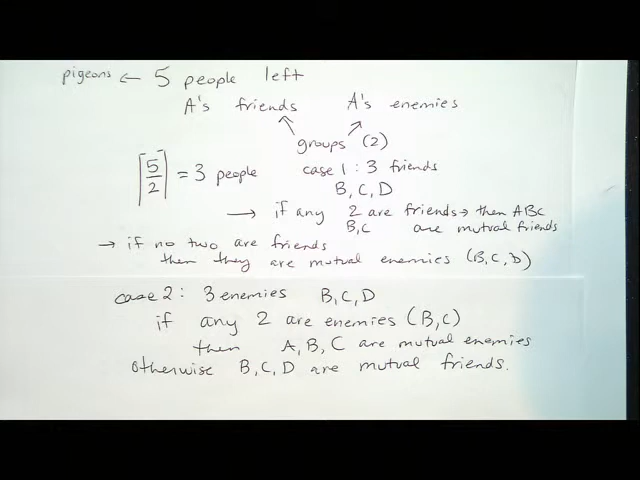 pigeons ← 5 people left
A's friends A's enemies
groups (2)
⌈5/2⌉ = 3 people
case 1 : 3 friends
B, C, D
→ if any 2 are friends → then ABC
B,C are mutual friends
→ if no two are friends
then they are mutual enemies (B, C, D)
case 2 : 3 enemies B, C, D
if any 2 are enemies (B,C)
then A, B, C are mutual enemies
otherwise B, C, D are mutual friends.